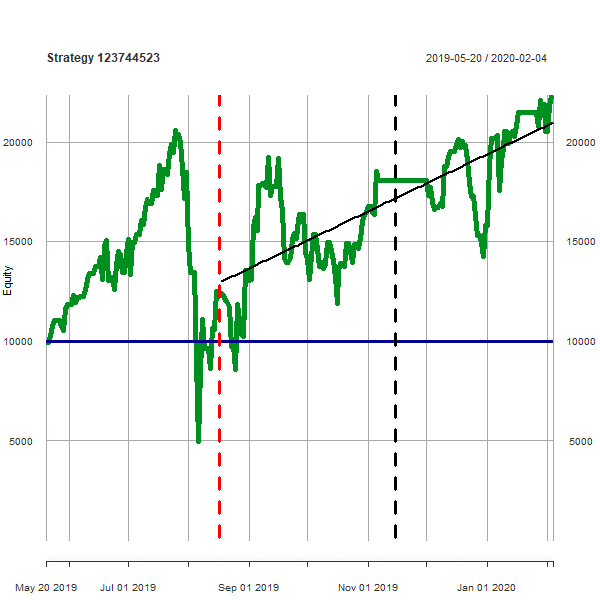 Strategy 123744523
2019-05-20 / 2020-02-04
20000
20000
15000
15000
Equity
10000
10000
5000
5000
May 20 2019
Jul 01 2019
Sep 01 2019
Nov 01 2019
Jan 01 2020